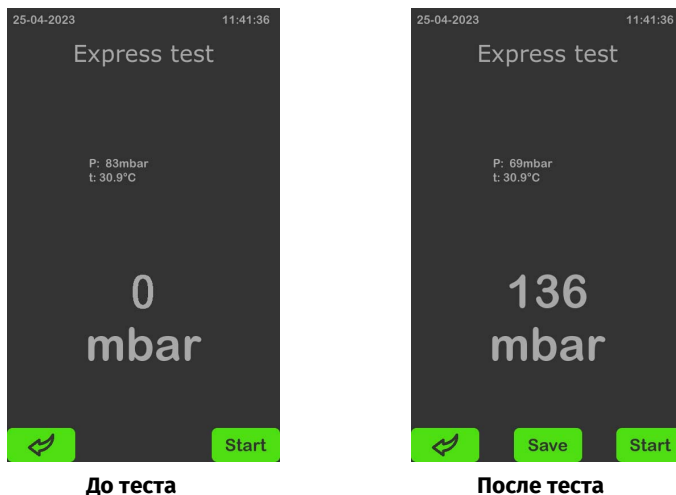 25-04-2023 11:41:36
Express test
P: 83mbar
t: 30.9°C
0
mbar
Start
До теста
25-04-2023 11:41:36
Express test
P: 69mbar
t: 30.9°C
136
mbar
Save Start
После теста